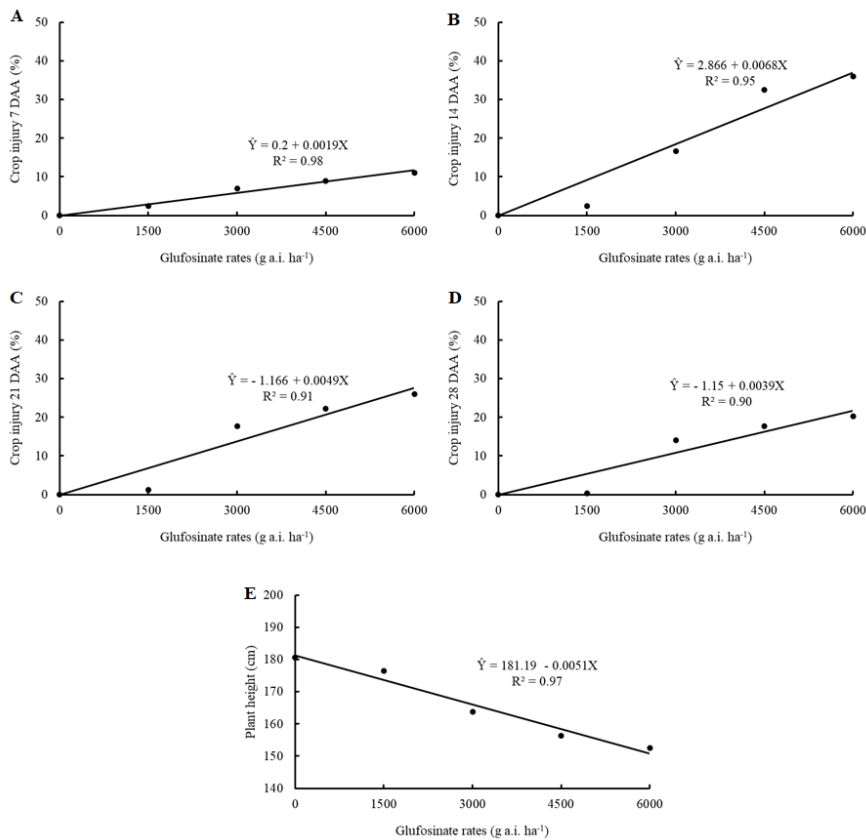 A
50
40
30
20
10
0
Crop injury 7 DAA (%)
Ŷ = 0.2 + 0.0019X
R² = 0.98
0 1500 3000 4500 6000
Glufosinate rates (g a.i. ha⁻¹)
B
50
40
30
20
10
0
Crop injury 14 DAA (%)
Ŷ = 2.866 + 0.0068X
R² = 0.95
0 1500 3000 4500 6000
Glufosinate rates (g a.i. ha⁻¹)
C
50
40
30
20
10
0
Crop injury 21 DAA (%)
Ŷ = - 1.166 + 0.0049X
R² = 0.91
0 1500 3000 4500 6000
Glufosinate rates (g a.i. ha⁻¹)
D
50
40
30
20
10
0
Crop injury 28 DAA (%)
Ŷ = - 1.15 + 0.0039X
R² = 0.90
0 1500 3000 4500 6000
Glufosinate rates (g a.i. ha⁻¹)
E
200
190
180
170
160
150
140
Plant height (cm)
Ŷ = 181.19 - 0.0051X
R² = 0.97
0 1500 3000 4500 6000
Glufosinate rates (g a.i. ha⁻¹)